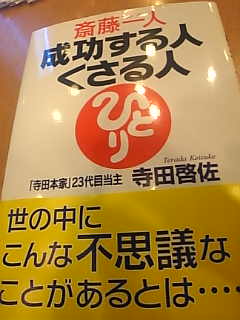 斎藤一人
成功する人
くさる人
ひとり
Terada Keisuke
「寺田本家」23代目当主 寺田啓佐
世の中に
こんな不思議な
ことがあるとは……